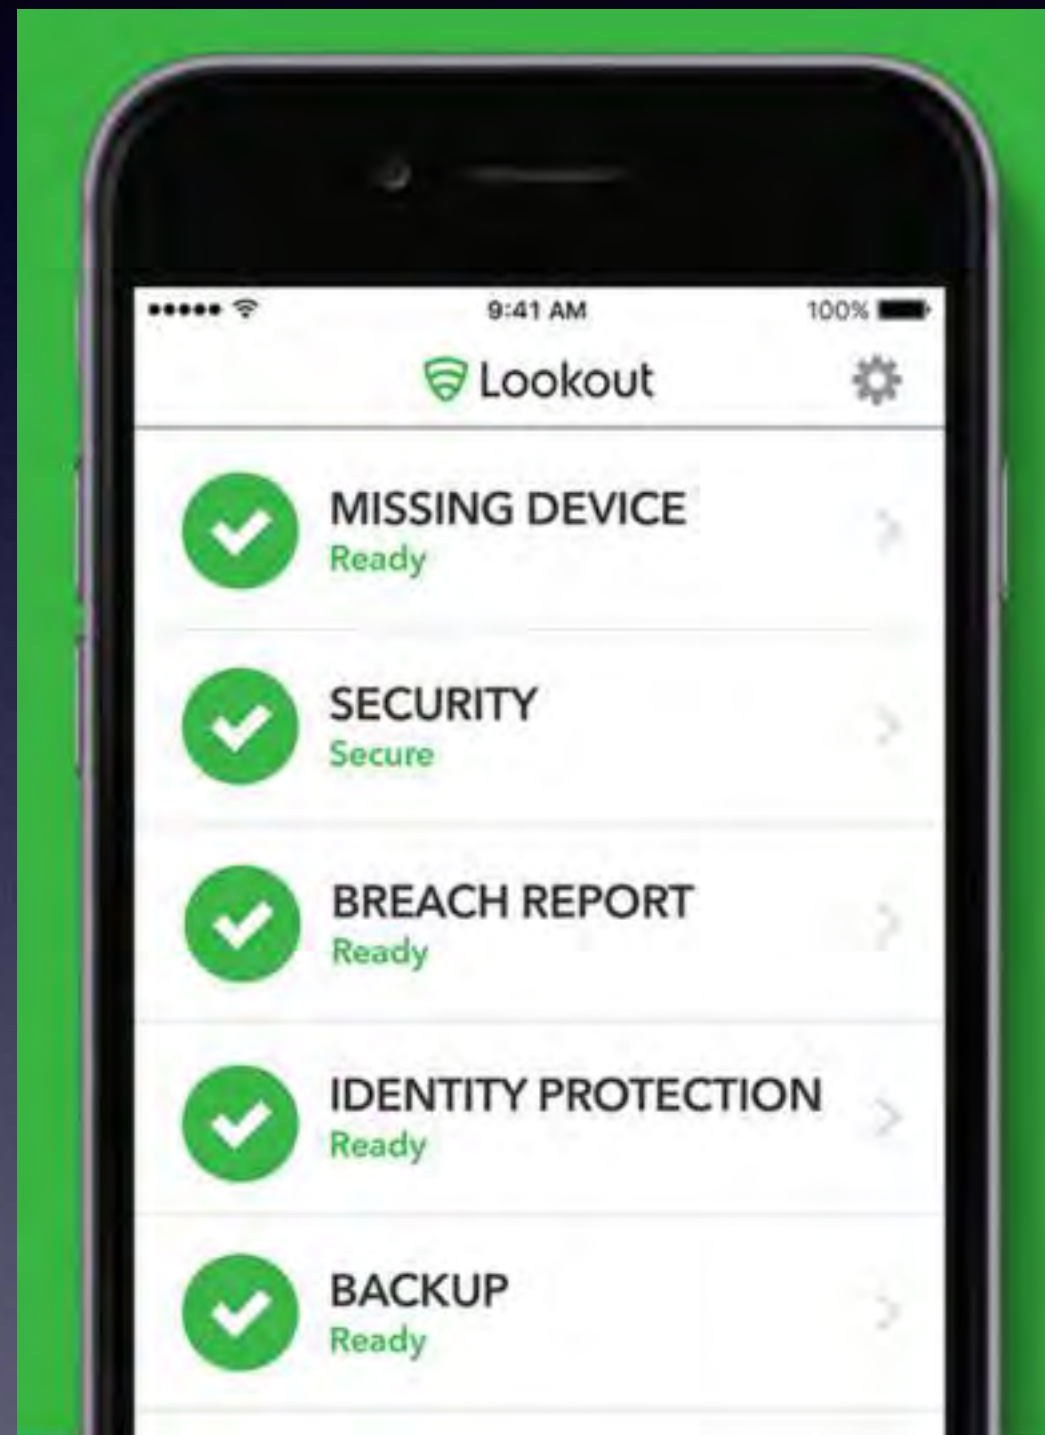 9:41 AM
100%
Lookout
MISSING DEVICE
Ready
SECURITY
Secure
BREACH REPORT
Ready
IDENTITY PROTECTION
Ready
BACKUP
Ready